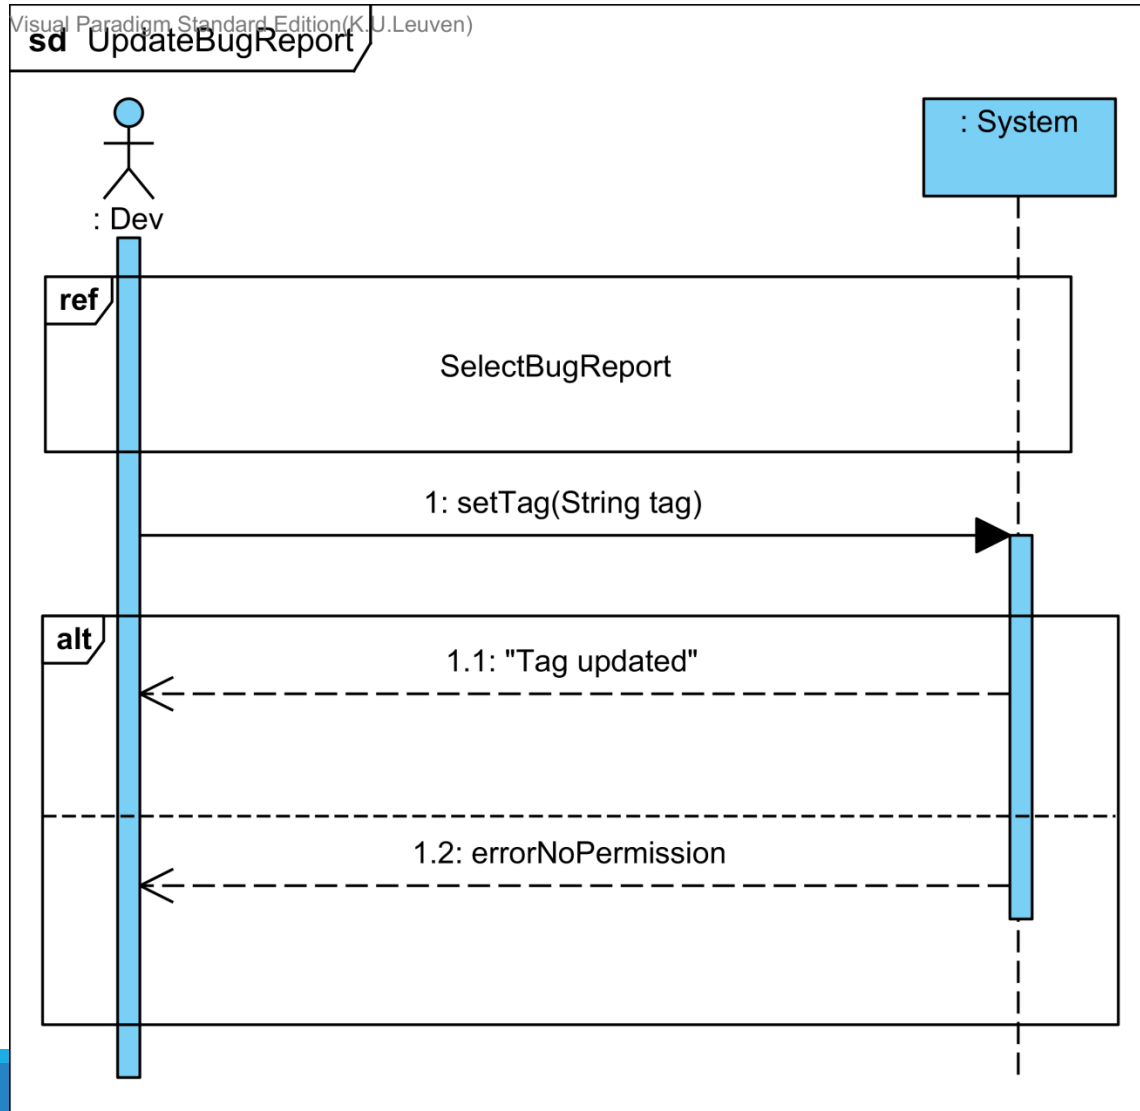 Visual Paradigm Standard Edition(K.U.Leuven)
sd UpdateBugReport
: System
: Dev
ref
SelectBugReport
1: setTag(String tag)
alt
1.1: "Tag updated"
1.2: errorNoPermission